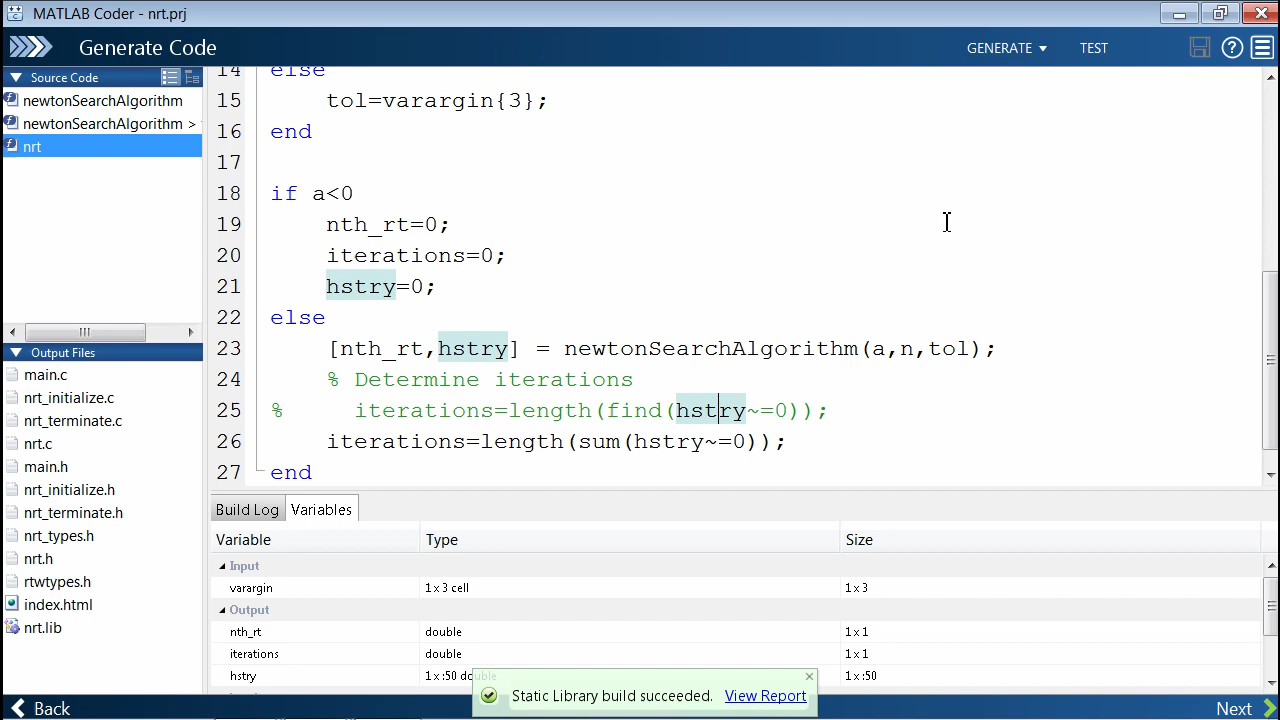 MATLAB Coder - nrt.prj
Generate Code
GENERATE
TEST
Source Code
newtonSearchAlgorithm
newtonSearchAlgorithm >
nrt
Output Files
main.c
nrt_initialize.c
nrt_terminate.c
nrt.c
main.h
nrt_initialize.h
nrt_terminate.h
nrt_types.h
nrt.h
rtwtypes.h
index.html
nrt.lib
14 else
15 tol=varargin{3};
16 end
17
18 if a<0
19 nth_rt=0;
20 iterations=0;
21 hstry=0;
22 else
23 [nth_rt,hstry] = newtonSearchAlgorithm(a,n,tol);
24 % Determine iterations
25 % iterations=length(find(hstry~=0));
26 iterations=length(sum(hstry~=0));
27 end
Build Log Variables
Variable Type Size
Input
varargin 1 x 3 cell 1 x 3
Output
nth_rt double 1 x 1
iterations double 1 x 1
hstry 1 x :50 double 1 x :50
Static Library build succeeded. View Report
Back
Next